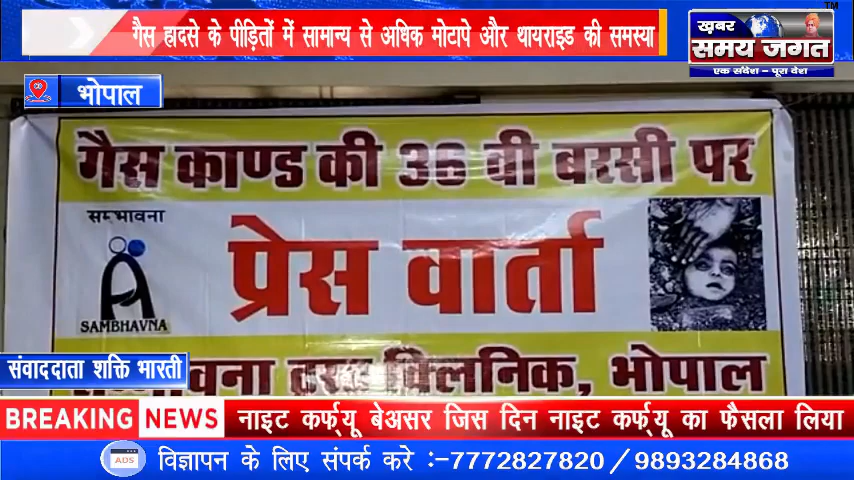 गैस हादसे के पीड़ितों में सामान्य से अधिक मोटापे और थायराइड की समस्या
TM
ख़बर
समय जगत
एक संदेश - पूरा देश
भोपाल
गैस काण्ड की 36 वी बरसी पर
सम्भावना
प्रेस वार्ता
SAMBHAVNA
ट्रस्ट क्लिनिक, भोपाल
संवाददाता शक्ति भारती
BREAKING NEWS नाइट कर्फ्यू बेअसर जिस दिन नाइट कर्फ्यू का फैसला लिया
ADS विज्ञापन के लिए संपर्क करे :-7772827820/9893284868